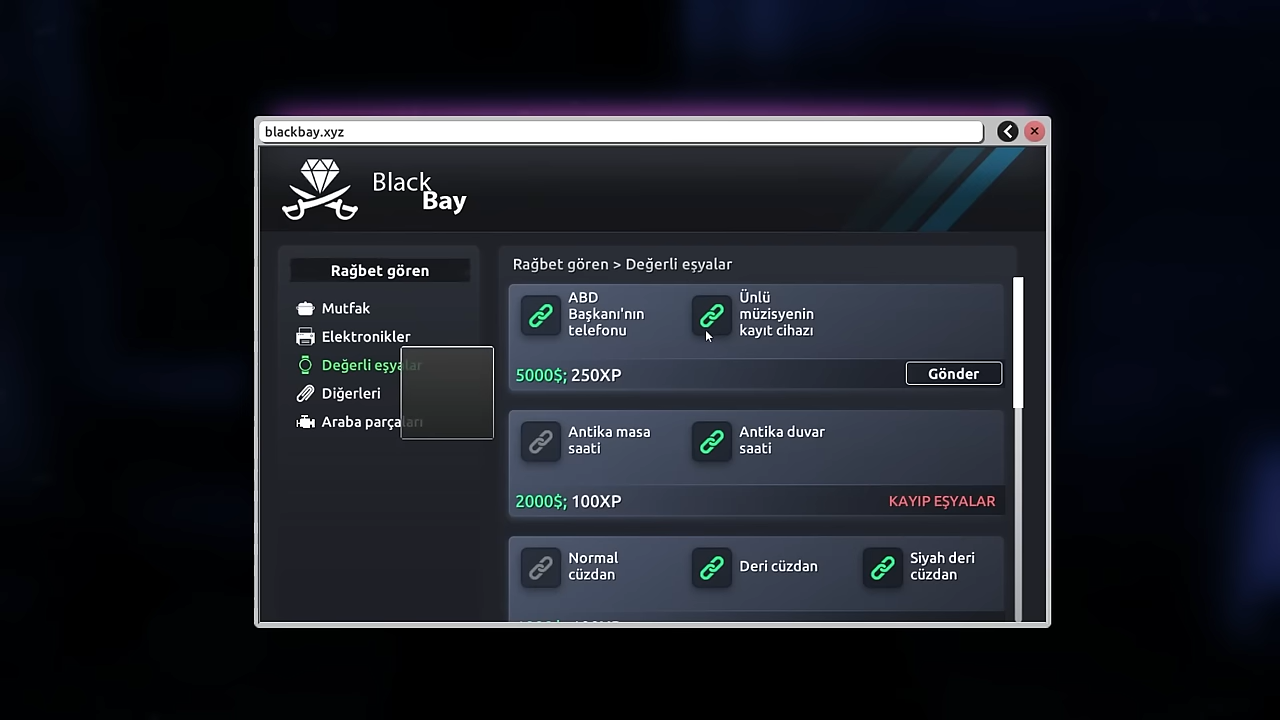 blackbay.xyz
Black
Bay
Rağbet gören
Mutfak
Elektronikler
Değerli eşyalar
Diğerleri
Araba parçaları
Rağbet gören > Değerli eşyalar
ABD
Başkanı'nın
telefonu
Ünlü
müzisyenin
kayıt cihazı
5000$; 250XP
Gönder
Antika masa
saati
Antika duvar
saati
2000$; 100XP
KAYIP EŞYALAR
Normal
cüzdan
Deri cüzdan
Siyah deri
cüzdan